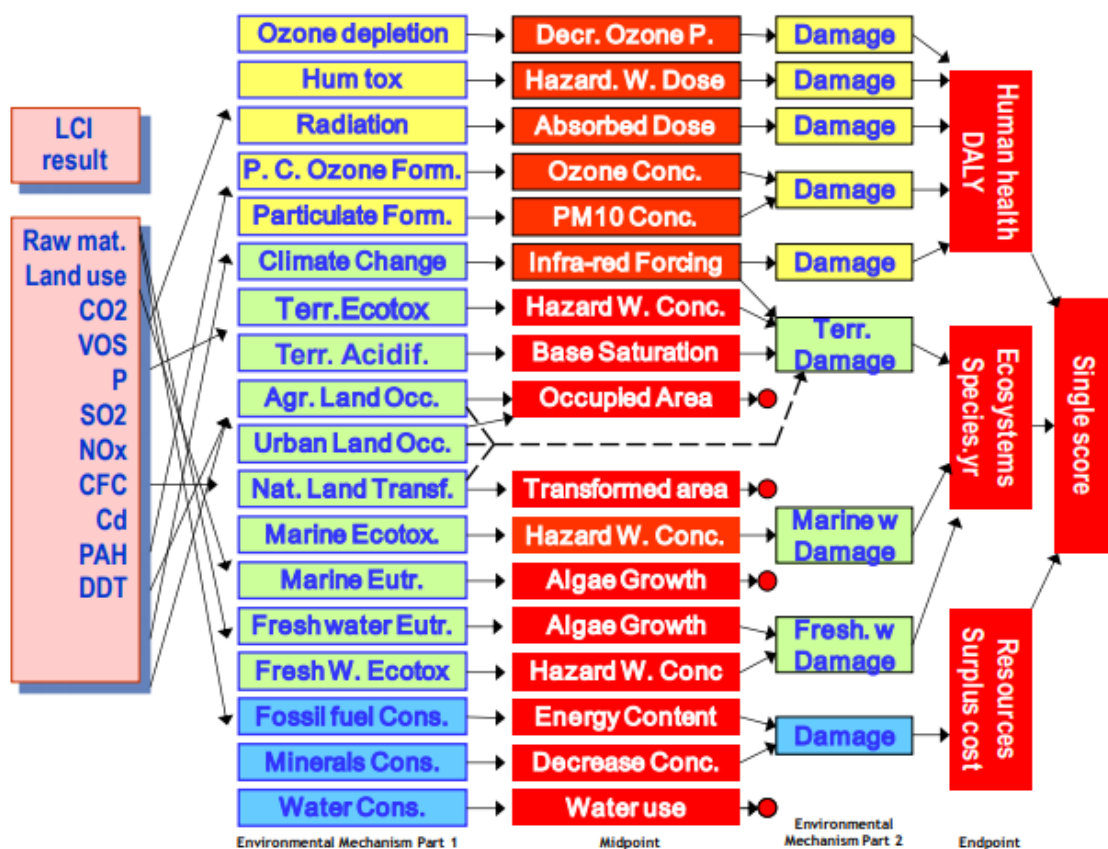 LCI
result
Raw mat.
Land use
CO2
VOS
P
SO2
NOx
CFC
Cd
PAH
DDT
Ozone depletion
Hum tox
Radiation
P. C. Ozone Form.
Particulate Form.
Climate Change
Terr.Ecotox
Terr. Acidif.
Agr. Land Occ.
Urban Land Occ.
Nat. Land Transf.
Marine Ecotox.
Marine Eutr.
Fresh water Eutr.
Fresh W. Ecotox
Fossil fuel Cons.
Minerals Cons.
Water Cons.
Environmental Mechanism Part 1
Decr. Ozone P.
Hazard. W. Dose
Absorbed Dose
Ozone Conc.
PM10 Conc.
Infra-red Forcing
Hazard W. Conc.
Base Saturation
Occupied Area
Transformed area
Hazard W. Conc.
Algae Growth
Algae Growth
Hazard W. Conc
Energy Content
Decrease Conc.
Water use
Midpoint
Damage
Damage
Damage
Damage
Damage
Terr.
Damage
Marine w
Damage
Fresh. w
Damage
Damage
Environmental
Mechanism Part 2
Human health
DALY
Ecosystems
Species.yr
Resources
Surplus cost
Endpoint
Single score